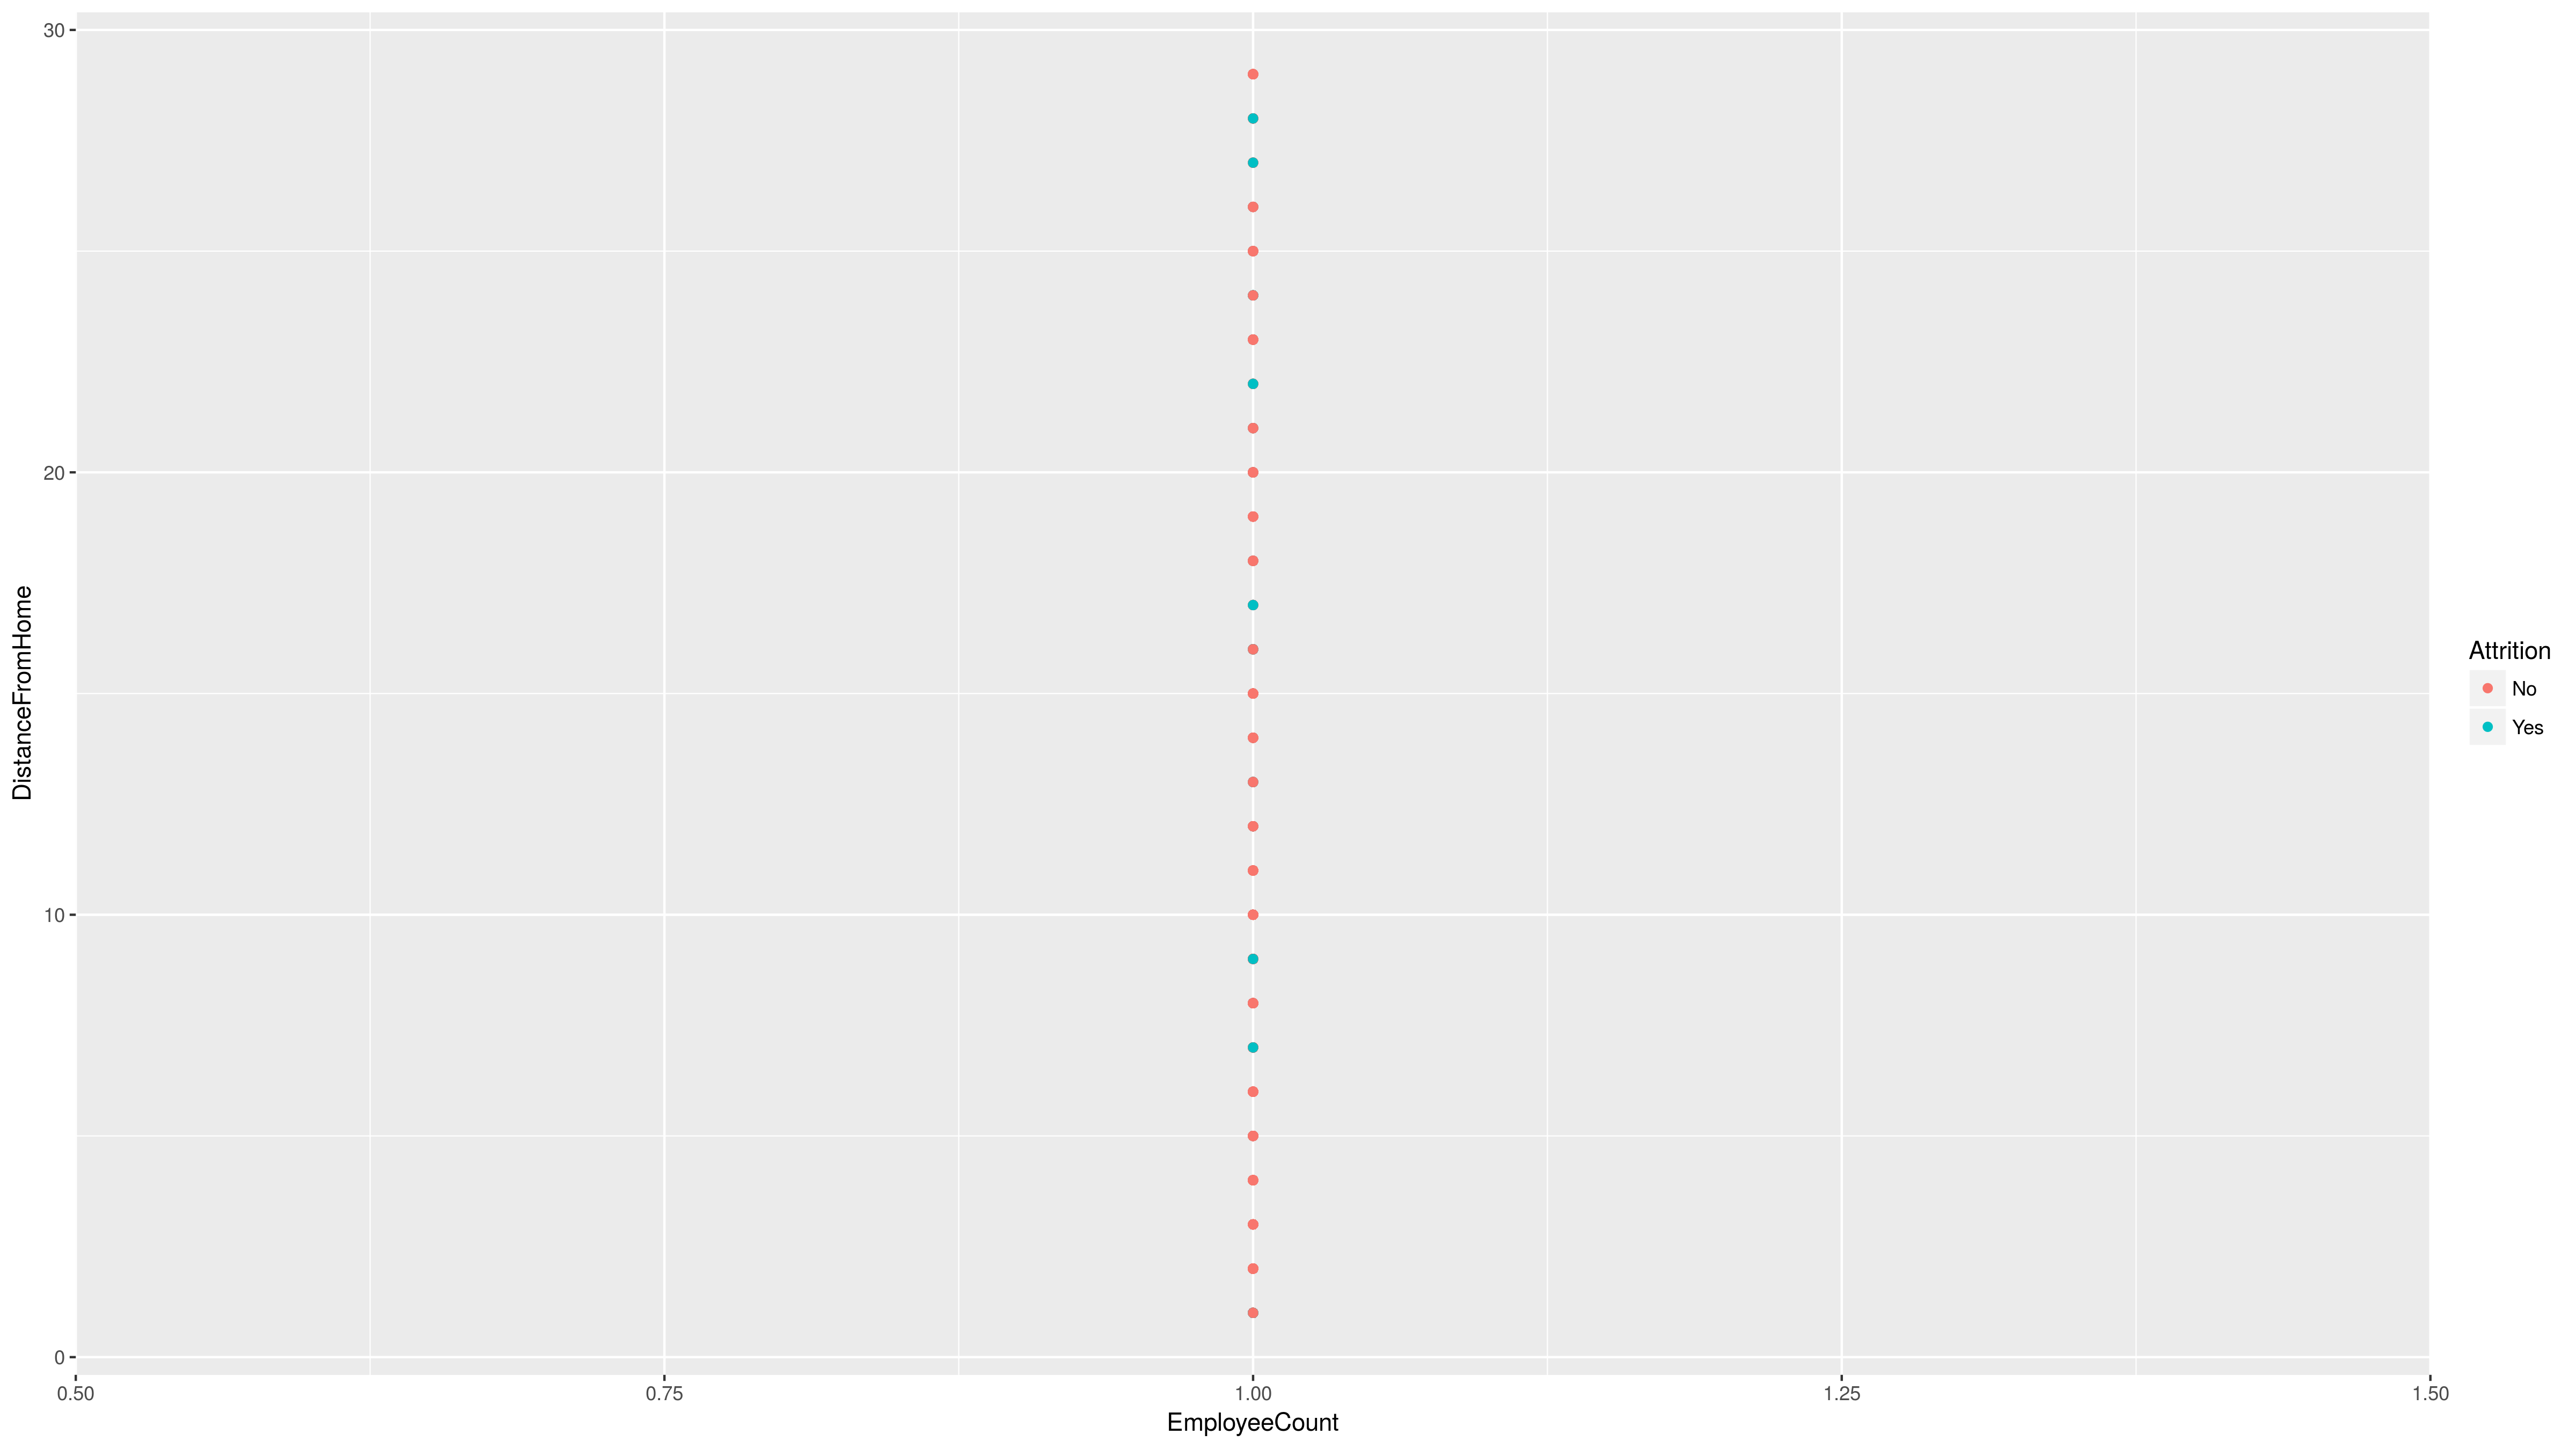 30
20
10
0
DistanceFromHome
0.50 0.75 1.00 1.25 1.50
EmployeeCount
Attrition
No
Yes